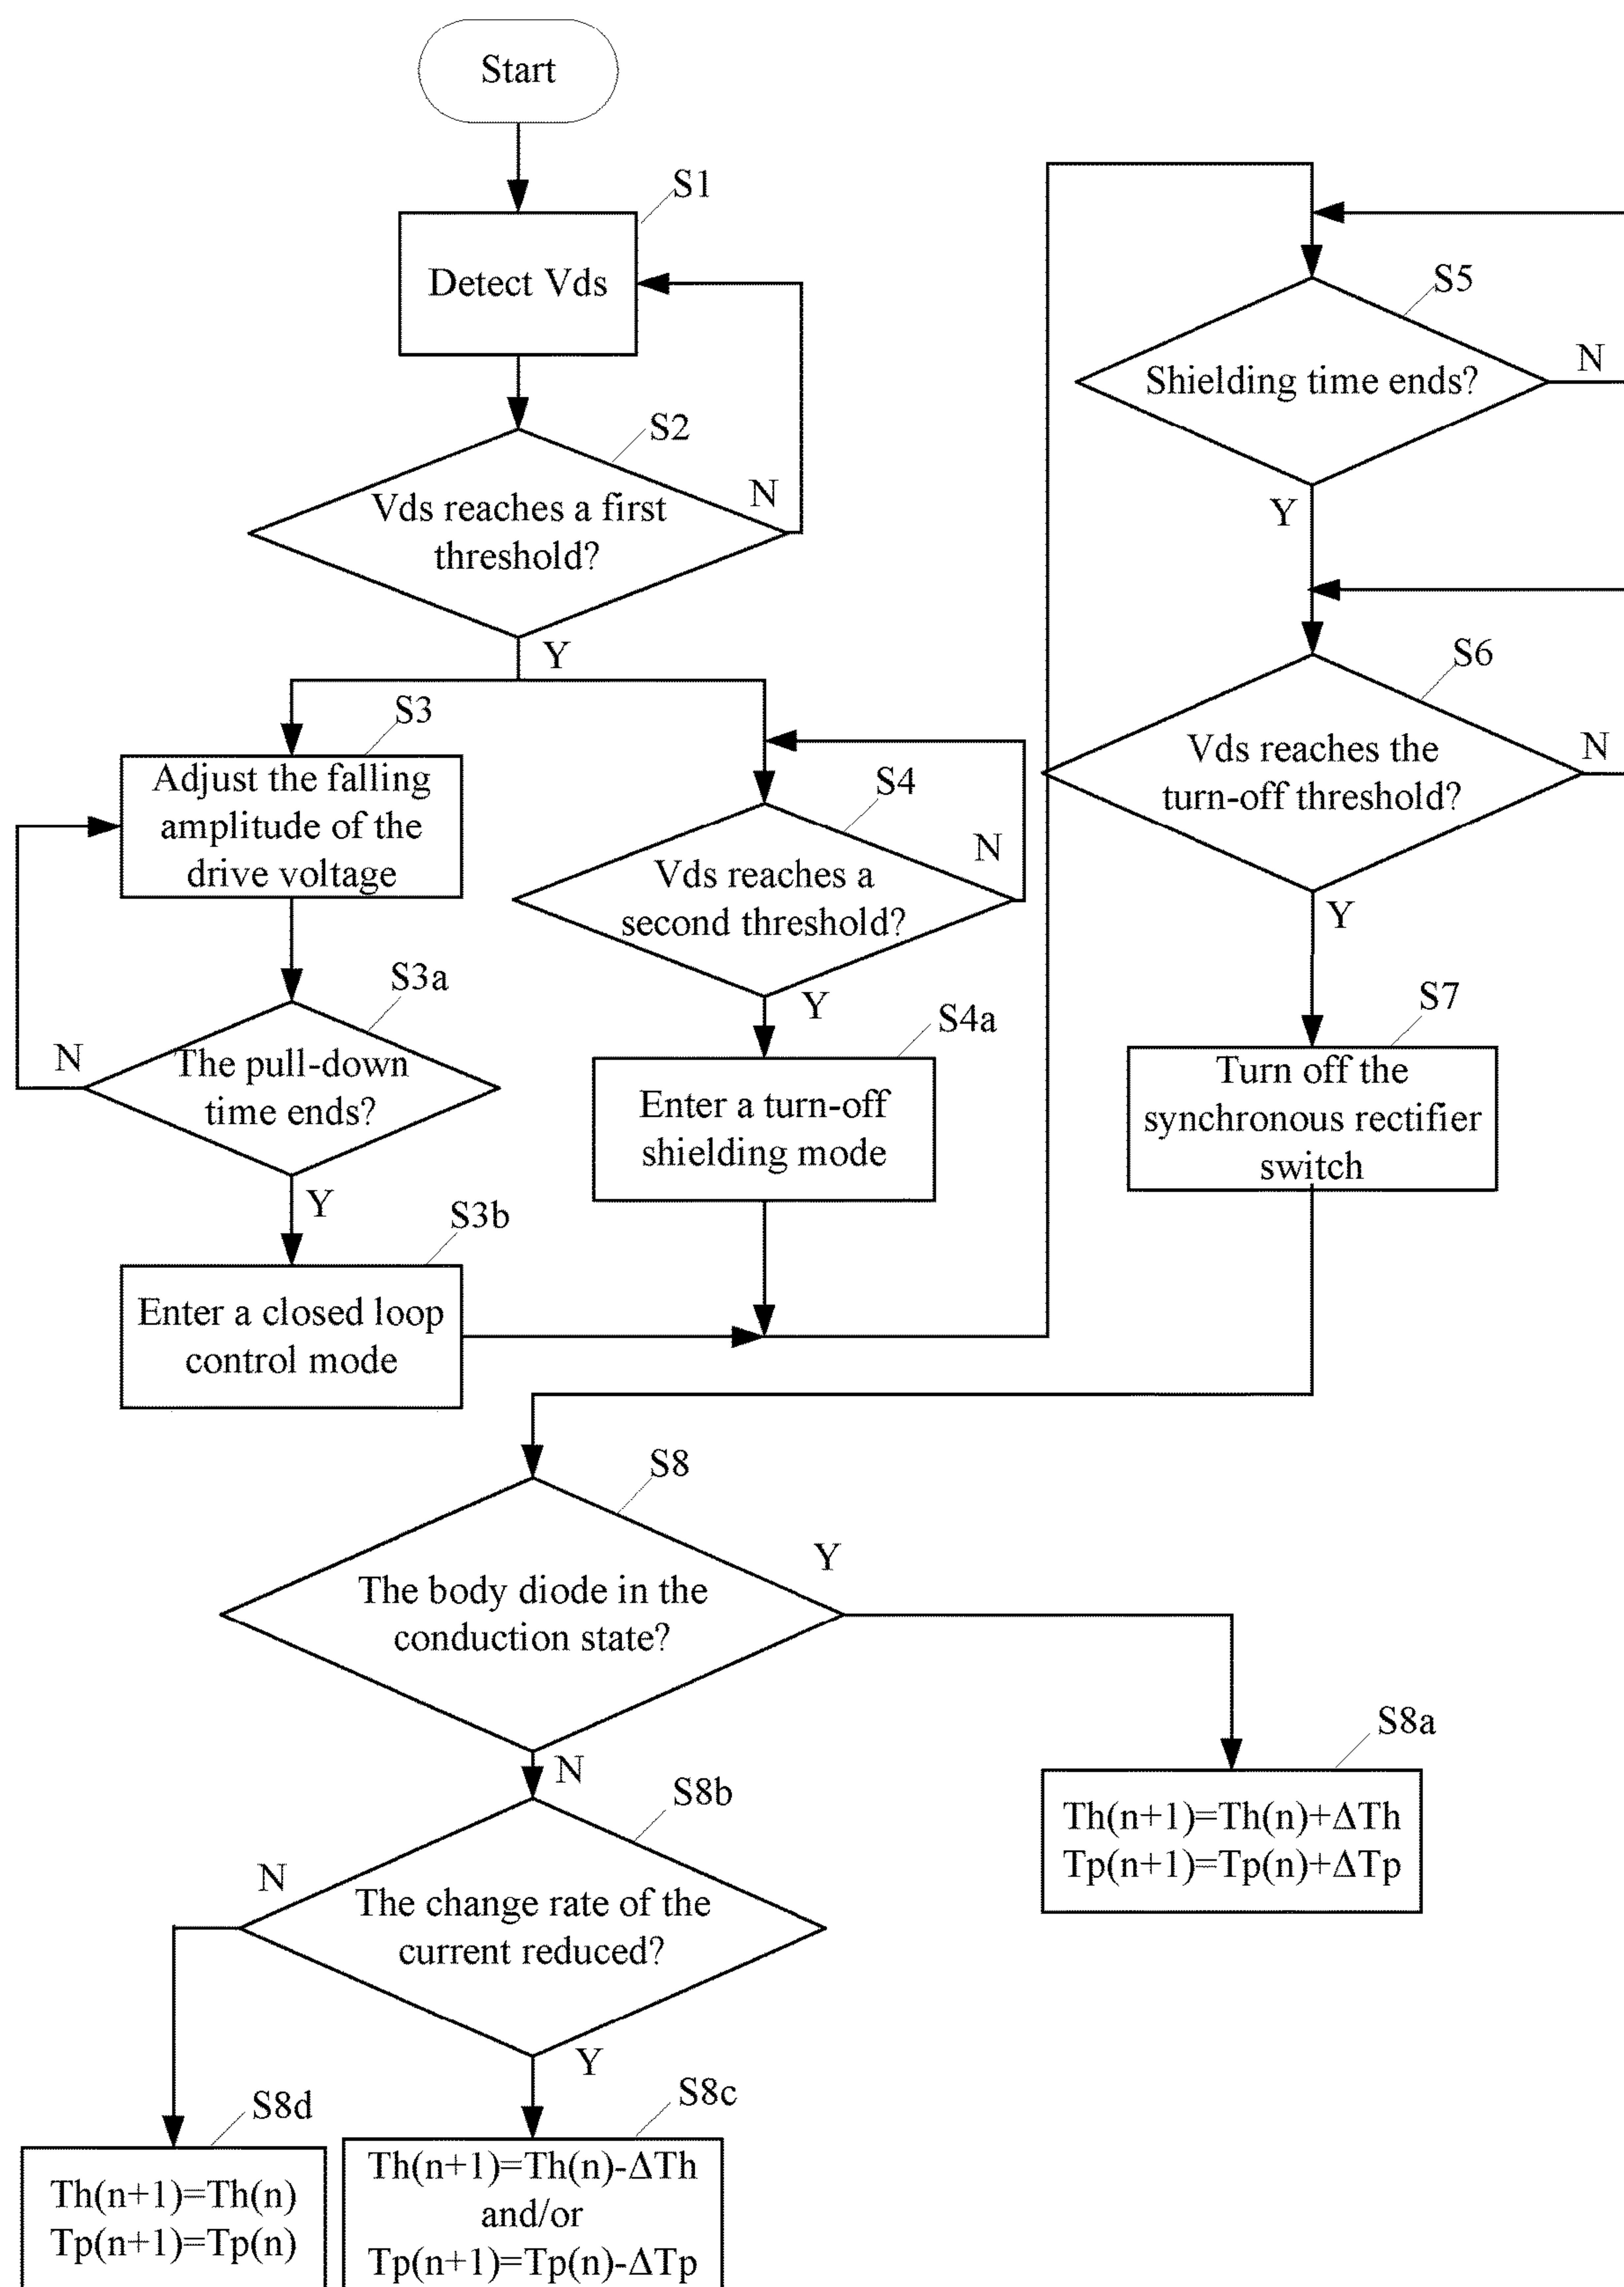 Start
S1
Detect Vds
S2
Vds reaches a first
threshold?
N
Y
S3
Adjust the falling
amplitude of the
drive voltage
S3a
The pull-down
time ends?
N
Y
S3b
Enter a closed loop
control mode
S4
Vds reaches a
second threshold?
N
Y
S4a
Enter a turn-off
shielding mode
S5
Shielding time ends?
N
Y
S6
Vds reaches the
turn-off threshold?
N
Y
S7
Turn off the
synchronous rectifier
switch
S8
The body diode in the
conduction state?
Y
N
S8a
Th(n+1)=Th(n)+ΔTh
Tp(n+1)=Tp(n)+ΔTp
S8b
The change rate of the
current reduced?
N
Y
S8d
Th(n+1)=Th(n)
Tp(n+1)=Tp(n)
S8c
Th(n+1)=Th(n)-ΔTh
and/or
Tp(n+1)=Tp(n)-ΔTp